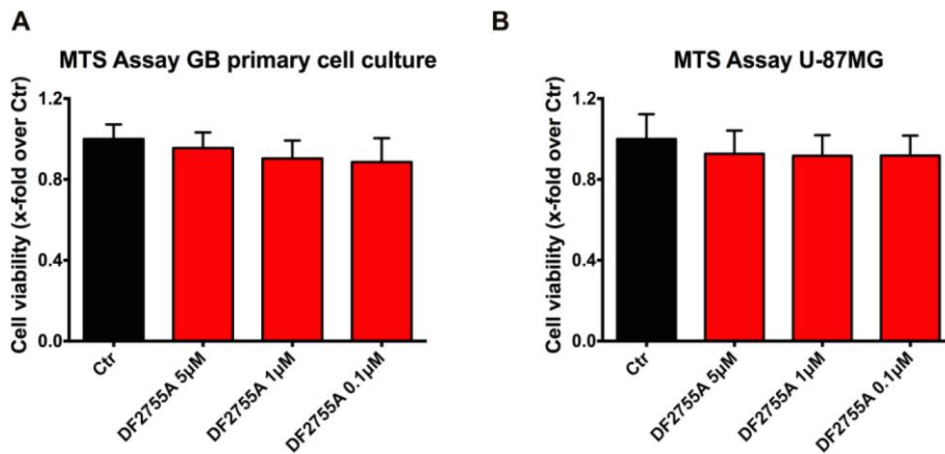 A
MTS Assay GB primary cell culture
Cell viability (x-fold over Ctr)
1.2
0.8
0.4
0.0
Ctr
DF2755A 5µM
DF2755A 1µM
DF2755A 0.1µM
B
MTS Assay U-87MG
Cell viability (x-fold over Ctr)
1.2
0.8
0.4
0.0
Ctr
DF2755A 5µM
DF2755A 1µM
DF2755A 0.1µM